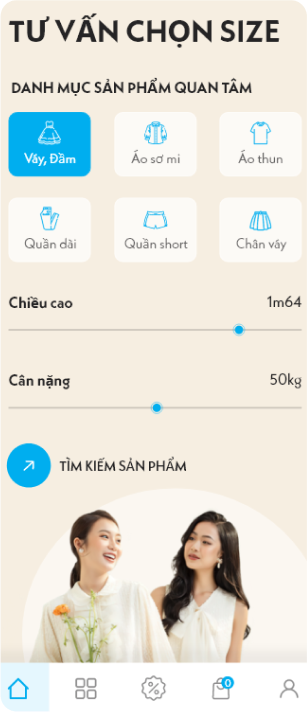 TƯ VẤN CHỌN SIZE
DANH MỤC SẢN PHẨM QUAN TÂM
Váy, Đầm
Áo sơ mi
Áo thun
Quần dài
Quần short
Chân váy
Chiều cao
1m64
Cân nặng
50kg
TÌM KIẾM SẢN PHẨM
0